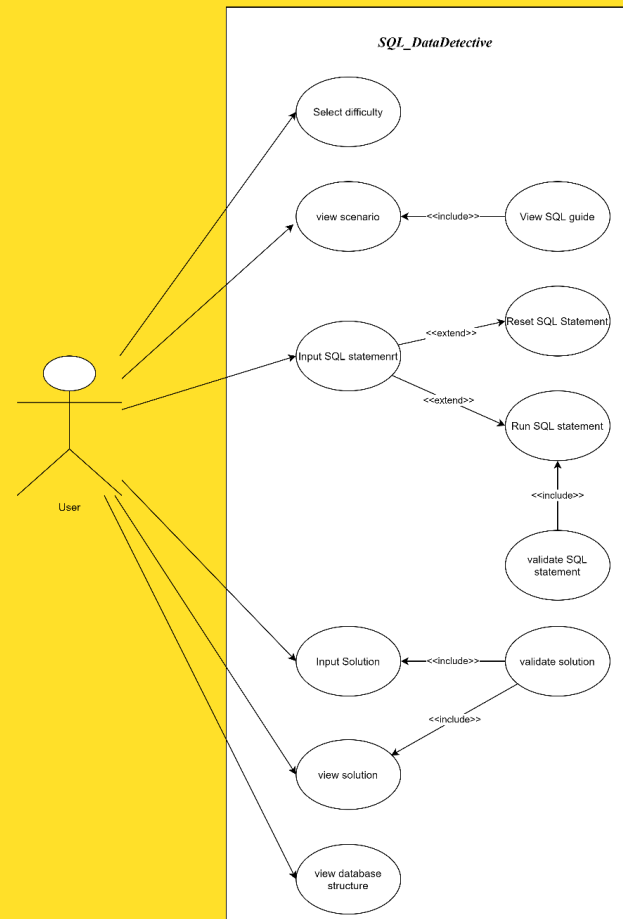 SQL_DataDetective
Select difficulty
view scenario
<<include>>
View SQL guide
Input SQL statemenrt
<<extend>>
Reset SQL Statement
<<extend>>
Run SQL statement
<<include>>
validate SQL
statement
User
Input Solution
<<include>>
validate solution
<<include>>
view solution
view database
structure